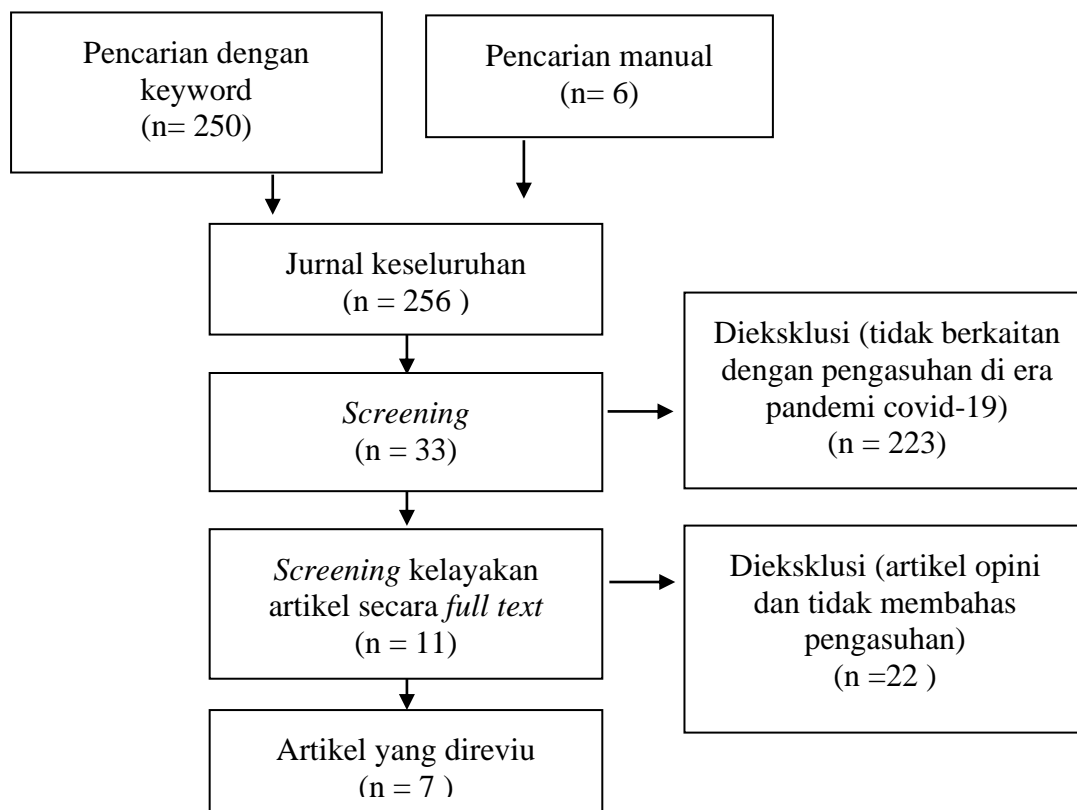 Pencarian dengan
keyword
(n= 250)
Pencarian manual
(n= 6)
Jurnal keseluruhan
(n = 256 )
Dieksklusi (tidak berkaitan
dengan pengasuhan di era
pandemi covid-19)
(n = 223)
Screening
(n = 33)
Screening kelayakan
artikel secara full text
(n = 11)
Dieksklusi (artikel opini
dan tidak membahas
pengasuhan)
(n =22 )
Artikel yang direviu
(n = 7 )